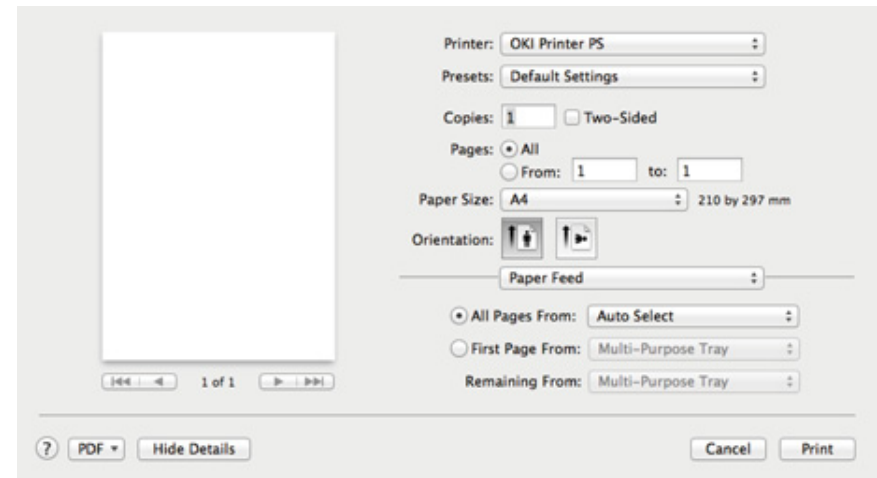 Printer: OKI Printer PS
Presets: Default Settings
Copies: 1 Two-Sided
Pages: All
From: 1 to: 1
Paper Size: A4 210 by 297 mm
Orientation:
Paper Feed
All Pages From: Auto Select
First Page From: Multi-Purpose Tray
1 of 1 Remaining From: Multi-Purpose Tray
? PDF Hide Details Cancel Print